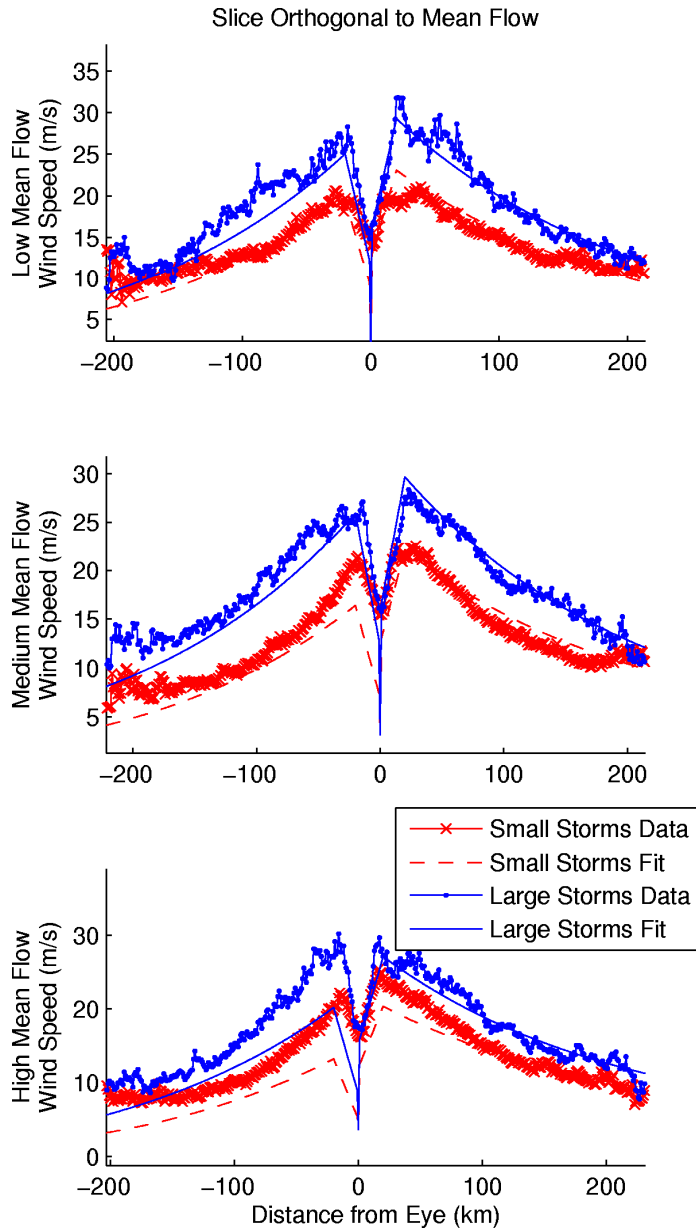 Slice Orthogonal to Mean Flow
Low Mean Flow
Wind Speed (m/s)
35
30
25
20
15
10
5
−200
−100
0
100
200
Medium Mean Flow
Wind Speed (m/s)
30
25
20
15
10
5
−200
−100
0
100
200
High Mean Flow
Wind Speed (m/s)
30
20
10
0
Small Storms Data
Small Storms Fit
Large Storms Data
Large Storms Fit
−200
−100
0
100
200
Distance from Eye (km)